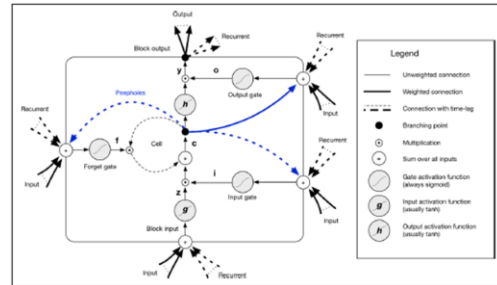 Output
Recurrent
Block output
y
o
Output gate
h
Recurrent
Input
Legend
Unweighted connection
Weighted connection
Connection with time-lag
Branching point
Multiplication
Sum over all inputs
Gate activation function
(always sigmoid)
g
Input activation function
(usually tanh)
h
Output activation function
(usually tanh)
Peepholes
Recurrent
f
Forget gate
Input
Cell
c
i
Input gate
z
g
Block input
Recurrent
Input
Input
Recurrent